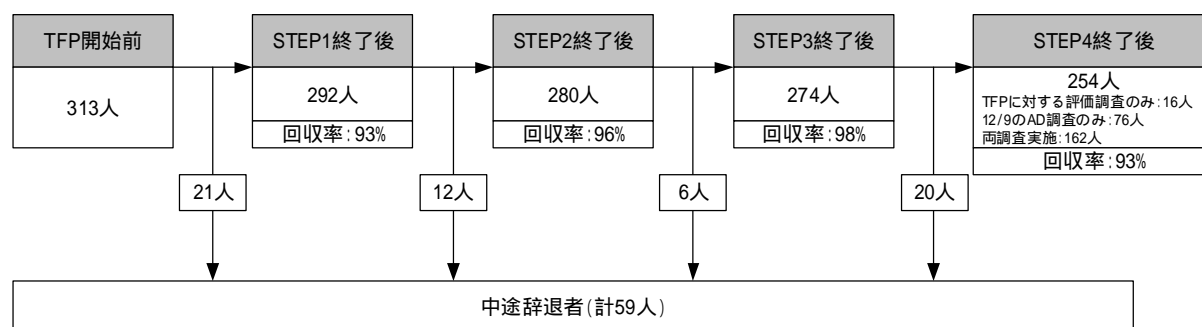 TFP開始前
313人
STEP1終了後
292人
回収率:93%
STEP2終了後
280人
回収率:96%
STEP3終了後
274人
回収率:98%
STEP4終了後
254人
TFPに対する評価調査のみ:16人
12/9のAD調査のみ:76人
両調査実施:162人
回収率:93%
21人
12人
6人
20人
中途辞退者(計59人)